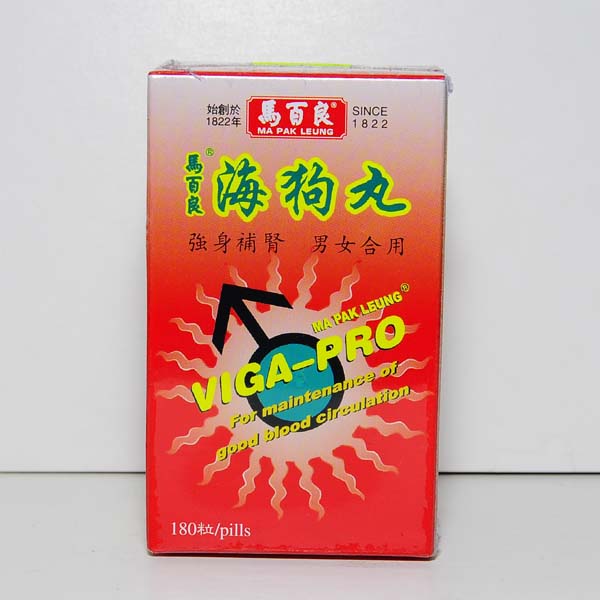 始創於
1822年
馬百良®
MA PAK LEUNG
SINCE
1822
馬百良®
海狗丸
強身補腎 男女合用
MA PAK LEUNG®
VIGA-PRO
For maintenance of
good blood circulation
180粒/pills